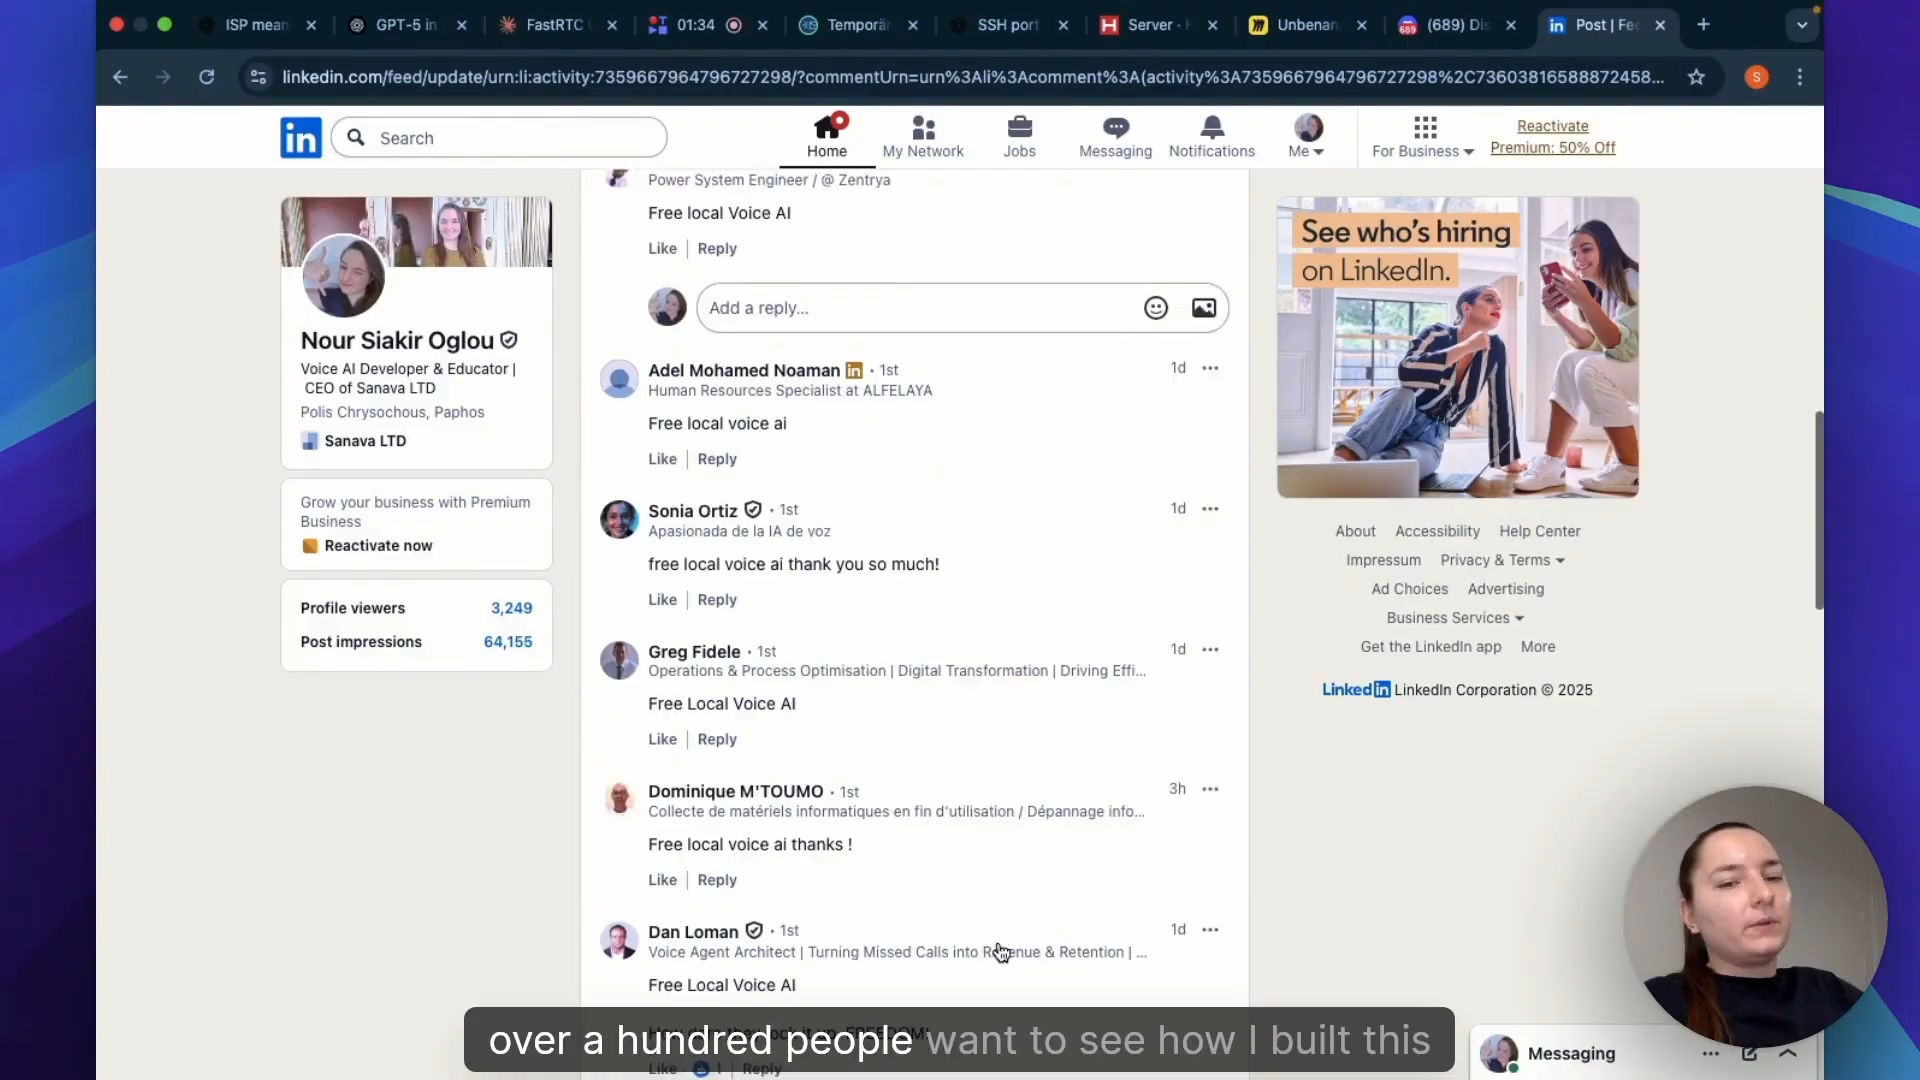 ISP mean
GPT-5 in
FastRTC
01:34
Temporär
SSH port
Server
Unbenan
(689) Dis
Post | Fee
linkedin.com/feed/update/urn:li:activity:7359667964796727298/?commentUrn=urn%3Ali%3Acomment%3A(activity%3A7359667964796727298%2C73603816588872458...
S
in
Search
Home
My Network
Jobs
Messaging
Notifications
Me
For Business
Reactivate
Premium: 50% Off
Nour Siakir Oglou
Voice AI Developer & Educator |
CEO of Sanava LTD
Polis Chrysochous, Paphos
Sanava LTD
Grow your business with Premium
Business
Reactivate now
Profile viewers 3,249
Post impressions 64,155
Power System Engineer / @ Zentrya
Free local Voice AI
Like | Reply
Add a reply...
Adel Mohamed Noaman in · 1st 1d
Human Resources Specialist at ALFELAYA
Free local voice ai
Like | Reply
Sonia Ortiz · 1st 1d
Apasionada de la IA de voz
free local voice ai thank you so much!
Like | Reply
Greg Fidele · 1st 1d
Operations & Process Optimisation | Digital Transformation | Driving Effi...
Free Local Voice AI
Like | Reply
Dominique M'TOUMO · 1st 3h
Collecte de matériels informatiques en fin d'utilisation / Dépannage info...
Free local voice ai thanks !
Like | Reply
Dan Loman · 1st 1d
Voice Agent Architect | Turning Missed Calls into Revenue & Retention | ...
Free Local Voice AI
Like 1 | Reply
See who's hiring
on LinkedIn.
About Accessibility Help Center
Impressum Privacy & Terms
Ad Choices Advertising
Business Services
Get the LinkedIn app More
LinkedIn LinkedIn Corporation © 2025
Messaging
over a hundred people want to see how I built this